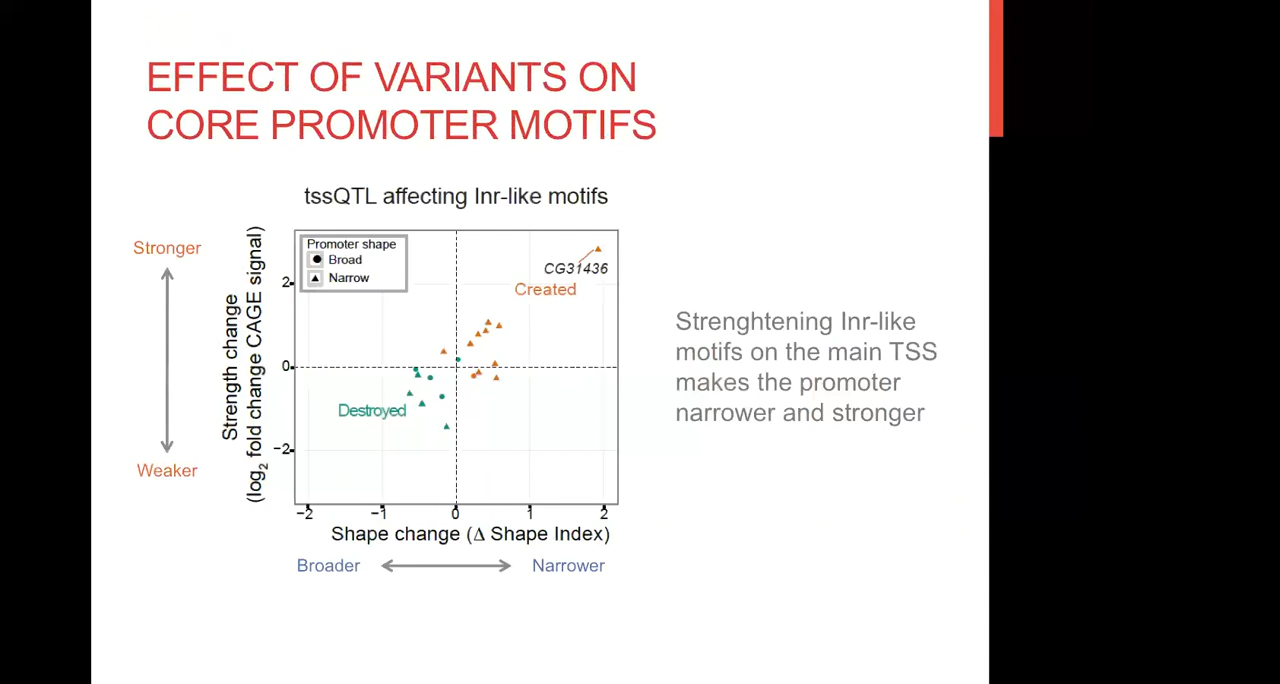 EFFECT OF VARIANTS ON
CORE PROMOTER MOTIFS
tssQTL affecting Inr-like motifs
Stronger
Weaker
Strength change
(log₂ fold change CAGE signal)
2
0
−2
Promoter shape
Broad
Narrow
CG31436
Created
Destroyed
−2 −1 0 1 2
Shape change (Δ Shape Index)
Broader
Narrower
Strenghtening Inr-like
motifs on the main TSS
makes the promoter
narrower and stronger